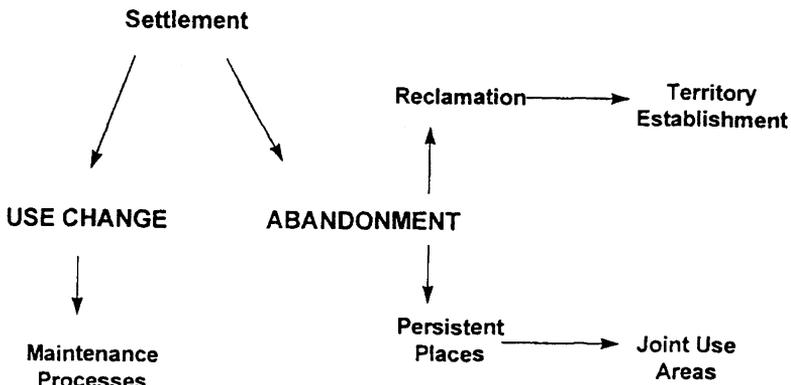 Settlement
Reclamation
Territory
Establishment
USE CHANGE
ABANDONMENT
Maintenance
Processes
Persistent
Places
Joint Use
Areas